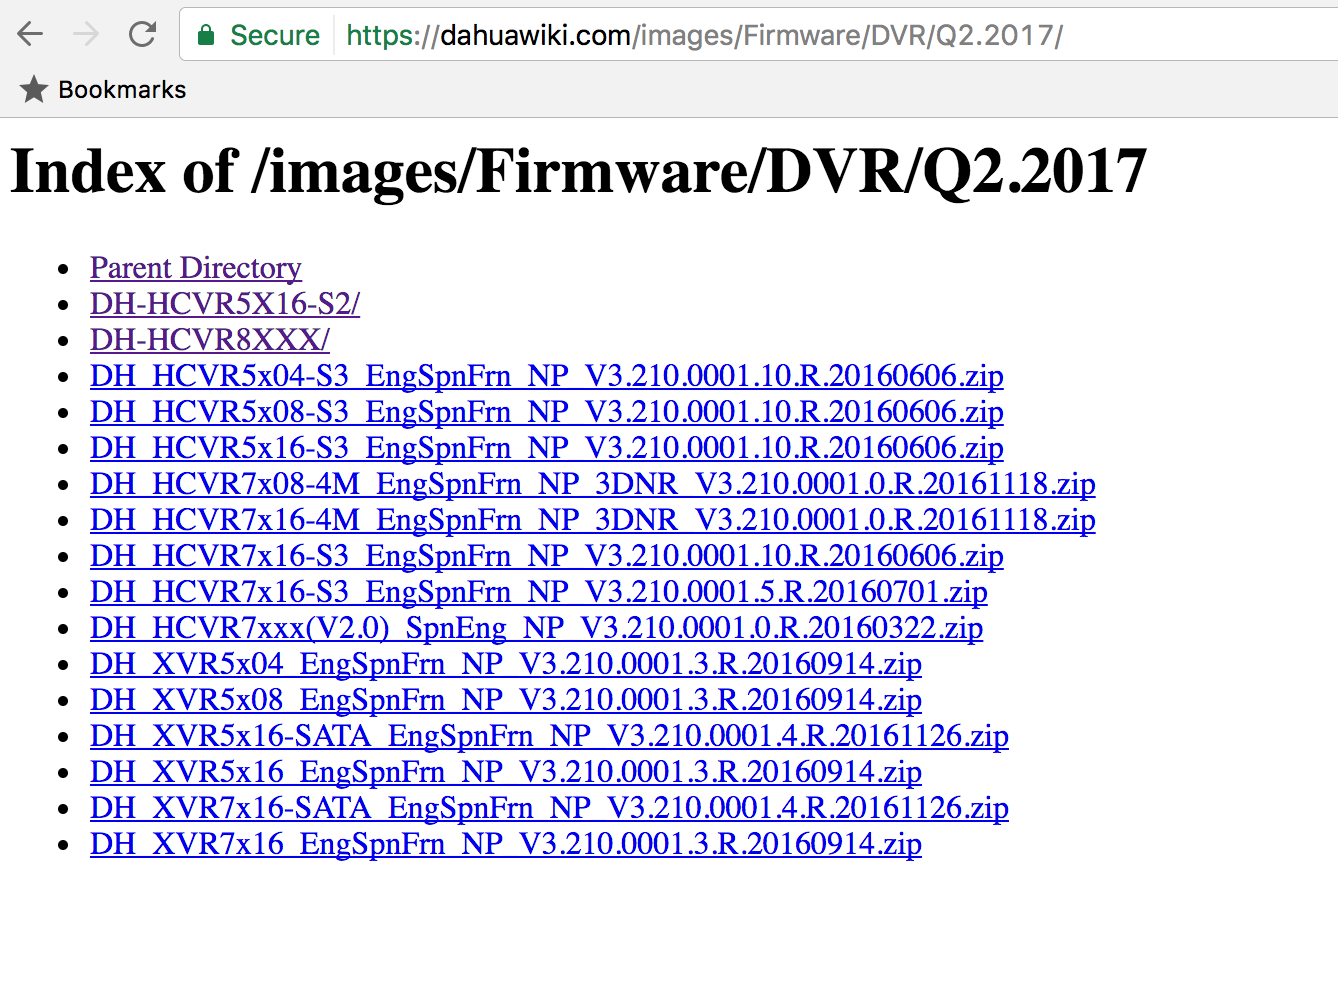 Secure https://dahuawiki.com/images/Firmware/DVR/Q2.2017/
Bookmarks
Index of /images/Firmware/DVR/Q2.2017
Parent Directory
DH-HCVR5X16-S2/
DH-HCVR8XXX/
DH_HCVR5x04-S3_EngSpnFrn_NP_V3.210.0001.10.R.20160606.zip
DH_HCVR5x08-S3_EngSpnFrn_NP_V3.210.0001.10.R.20160606.zip
DH_HCVR5x16-S3_EngSpnFrn_NP_V3.210.0001.10.R.20160606.zip
DH_HCVR7x08-4M_EngSpnFrn_NP_3DNR_V3.210.0001.0.R.20161118.zip
DH_HCVR7x16-4M_EngSpnFrn_NP_3DNR_V3.210.0001.0.R.20161118.zip
DH_HCVR7x16-S3_EngSpnFrn_NP_V3.210.0001.10.R.20160606.zip
DH_HCVR7x16-S3_EngSpnFrn_NP_V3.210.0001.5.R.20160701.zip
DH_HCVR7xxx(V2.0)_SpnEng_NP_V3.210.0001.0.R.20160322.zip
DH_XVR5x04_EngSpnFrn_NP_V3.210.0001.3.R.20160914.zip
DH_XVR5x08_EngSpnFrn_NP_V3.210.0001.3.R.20160914.zip
DH_XVR5x16-SATA_EngSpnFrn_NP_V3.210.0001.4.R.20161126.zip
DH_XVR5x16_EngSpnFrn_NP_V3.210.0001.3.R.20160914.zip
DH_XVR7x16-SATA_EngSpnFrn_NP_V3.210.0001.4.R.20161126.zip
DH_XVR7x16_EngSpnFrn_NP_V3.210.0001.3.R.20160914.zip